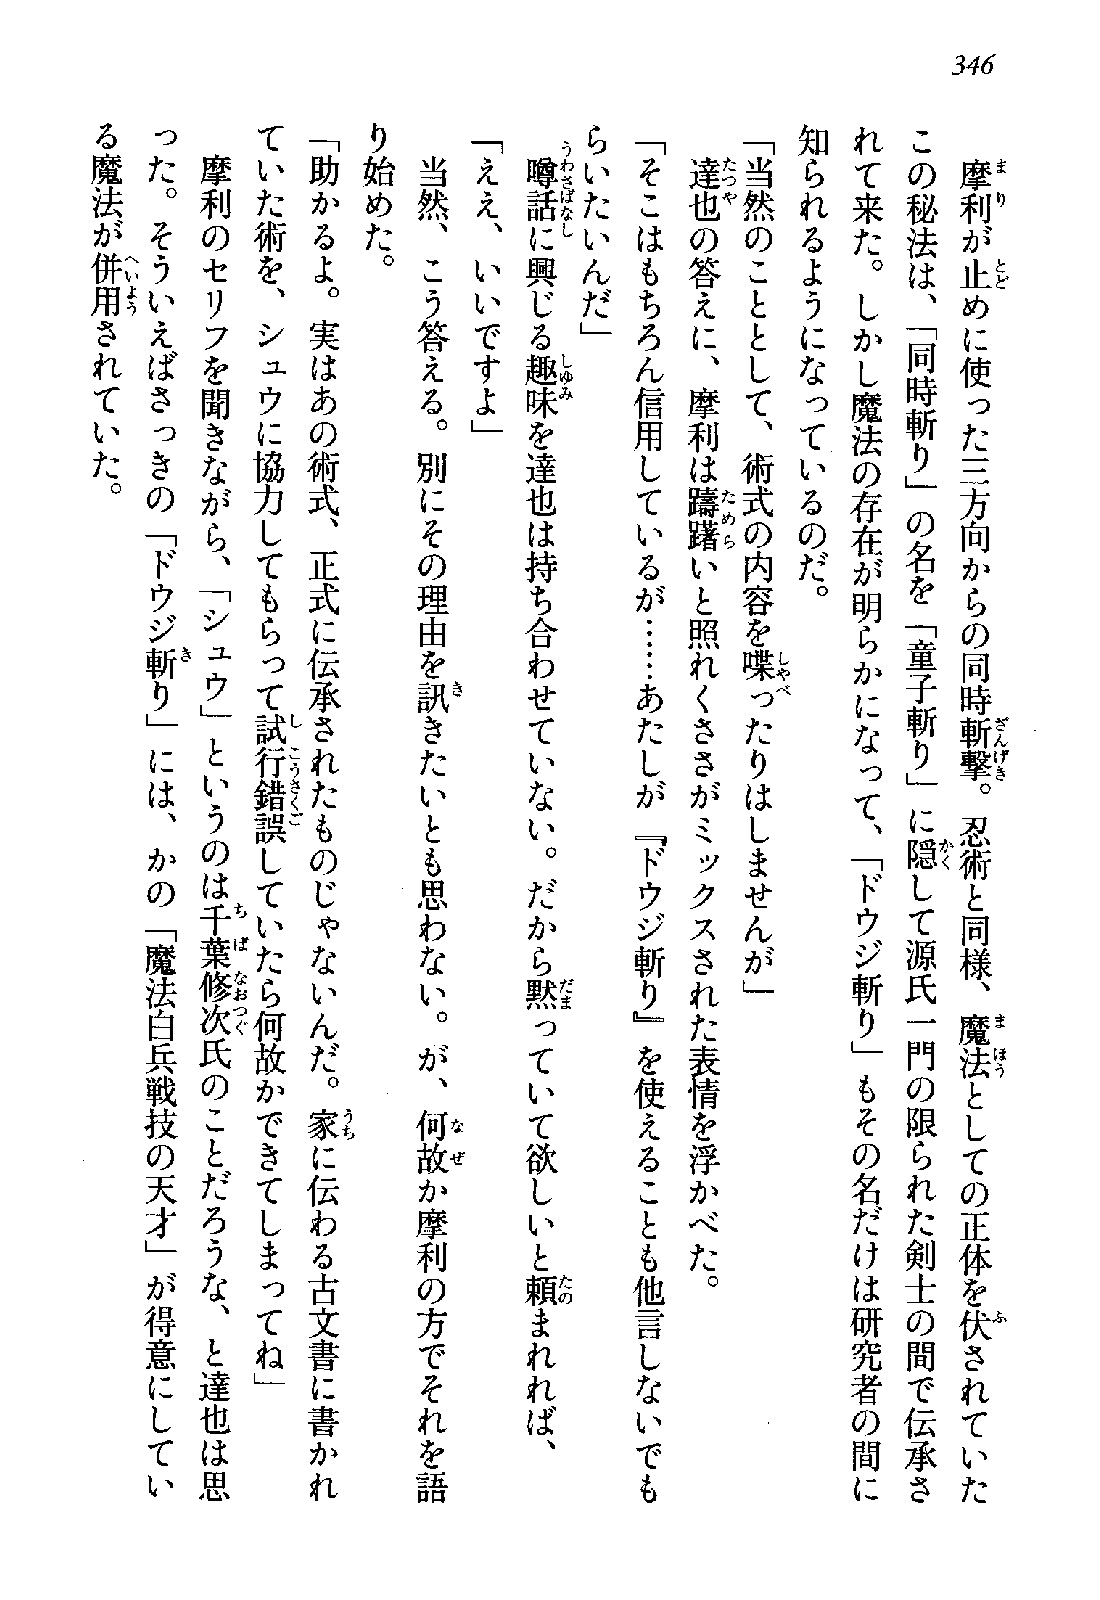 346
摩利が止めに使った三方向からの同時斬撃。忍術と同様、魔法としての正体を伏されていた
この秘法は、「同時斬り」の名を「童子斬り」に隠して源氏一門の限られた剣士の間で伝承さ
れて来た。しかし魔法の存在が明らかになって、「ドウジ斬り」もその名だけは研究者の間に
知られるようになっているのだ。
「当然のこととして、術式の内容を喋ったりはしませんが」
達也の答えに、摩利は躊躇いと照れくささがミックスされた表情を浮かべた。
「そこはもちろん信用しているが……あたしが『ドウジ斬り』を使えることも他言しないでも
らいたいんだ」
噂話に興じる趣味を達也は持ち合わせていない。だから黙っていて欲しいと頼まれれば、
「ええ、いいですよ」
当然、こう答える。別にその理由を訊きたいとも思わない。が、何故か摩利の方でそれを語
り始めた。
「助かるよ。実はあの術式、正式に伝承されたものじゃないんだ。家に伝わる古文書に書かれ
ていた術を、シュウに協力してもらって試行錯誤していたら何故かできてしまってね」
摩利のセリフを聞きながら、「シュウ」というのは千葉修次氏のことだろうな、と達也は思
った。そういえばさっきの「ドウジ斬り」には、かの「魔法白兵戦技の天才」が得意にしてい
る魔法が併用されていた。